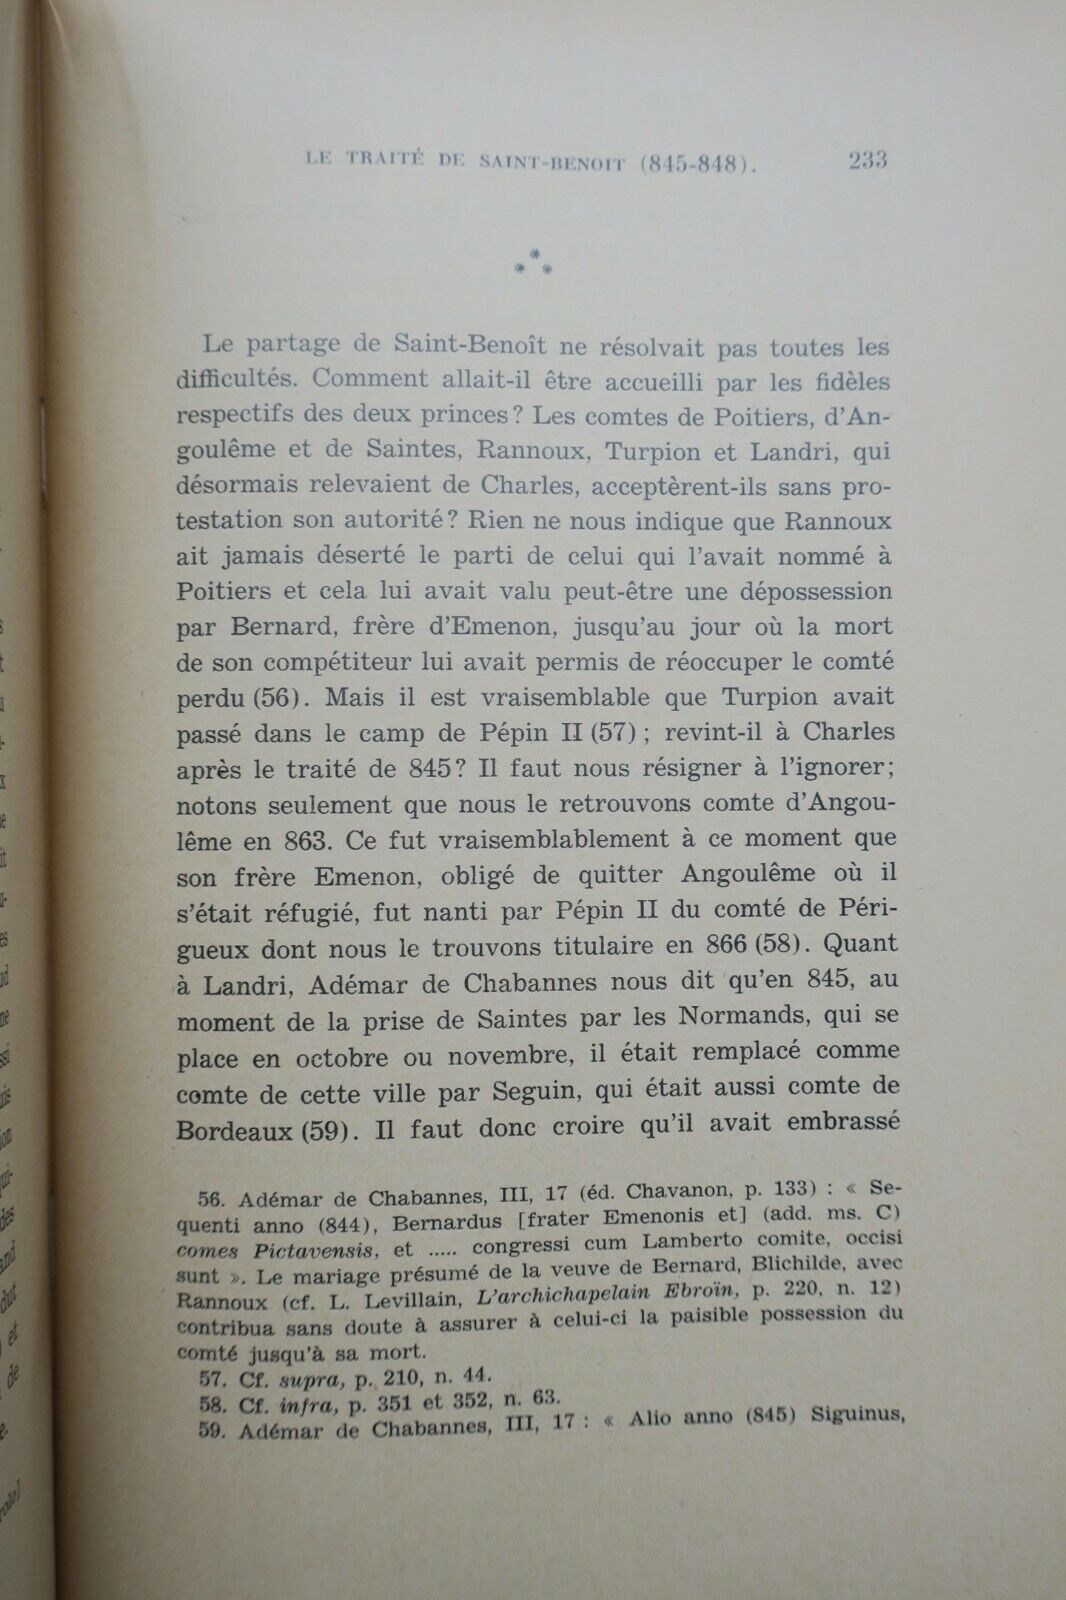 LE TRAITÉ DE SAINT-BENOIT (845-848). 233
* * *
Le partage de Saint-Benoît ne résolvait pas toutes les
difficultés. Comment allait-il être accueilli par les fidèles
respectifs des deux princes? Les comtes de Poitiers, d'An-
goulême et de Saintes, Rannoux, Turpion et Landri, qui
désormais relevaient de Charles, acceptèrent-ils sans pro-
testation son autorité? Rien ne nous indique que Rannoux
ait jamais déserté le parti de celui qui l'avait nommé à
Poitiers et cela lui avait valu peut-être une dépossession
par Bernard, frère d'Emenon, jusqu'au jour où la mort
de son compétiteur lui avait permis de réoccuper le comté
perdu (56). Mais il est vraisemblable que Turpion avait
passé dans le camp de Pépin II (57) ; revint-il à Charles
après le traité de 845? Il faut nous résigner à l'ignorer;
notons seulement que nous le retrouvons comte d'Angou-
lême en 863. Ce fut vraisemblablement à ce moment que
son frère Emenon, obligé de quitter Angoulême où il
s'était réfugié, fut nanti par Pépin II du comté de Péri-
gueux dont nous le trouvons titulaire en 866 (58). Quant
à Landri, Adémar de Chabannes nous dit qu'en 845, au
moment de la prise de Saintes par les Normands, qui se
place en octobre ou novembre, il était remplacé comme
comte de cette ville par Seguin, qui était aussi comte de
Bordeaux (59). Il faut donc croire qu'il avait embrassé
56. Adémar de Chabannes, III, 17 (éd. Chavanon, p. 133) : « Se-
quenti anno (844), Bernardus [frater Emenonis et] (add. ms. C)
comes Pictavensis, et ..... congressi cum Lamberto comite, occisi
sunt ». Le mariage présumé de la veuve de Bernard, Blichilde, avec
Rannoux (cf. L. Levillain, L'archichapelain Ebroïn, p. 220, n. 12)
contribua sans doute à assurer à celui-ci la paisible possession du
comté jusqu'à sa mort.
57. Cf. supra, p. 210, n. 44.
58. Cf. infra, p. 351 et 352, n. 63.
59. Adémar de Chabannes, III, 17 : « Alio anno (845) Siguinus,